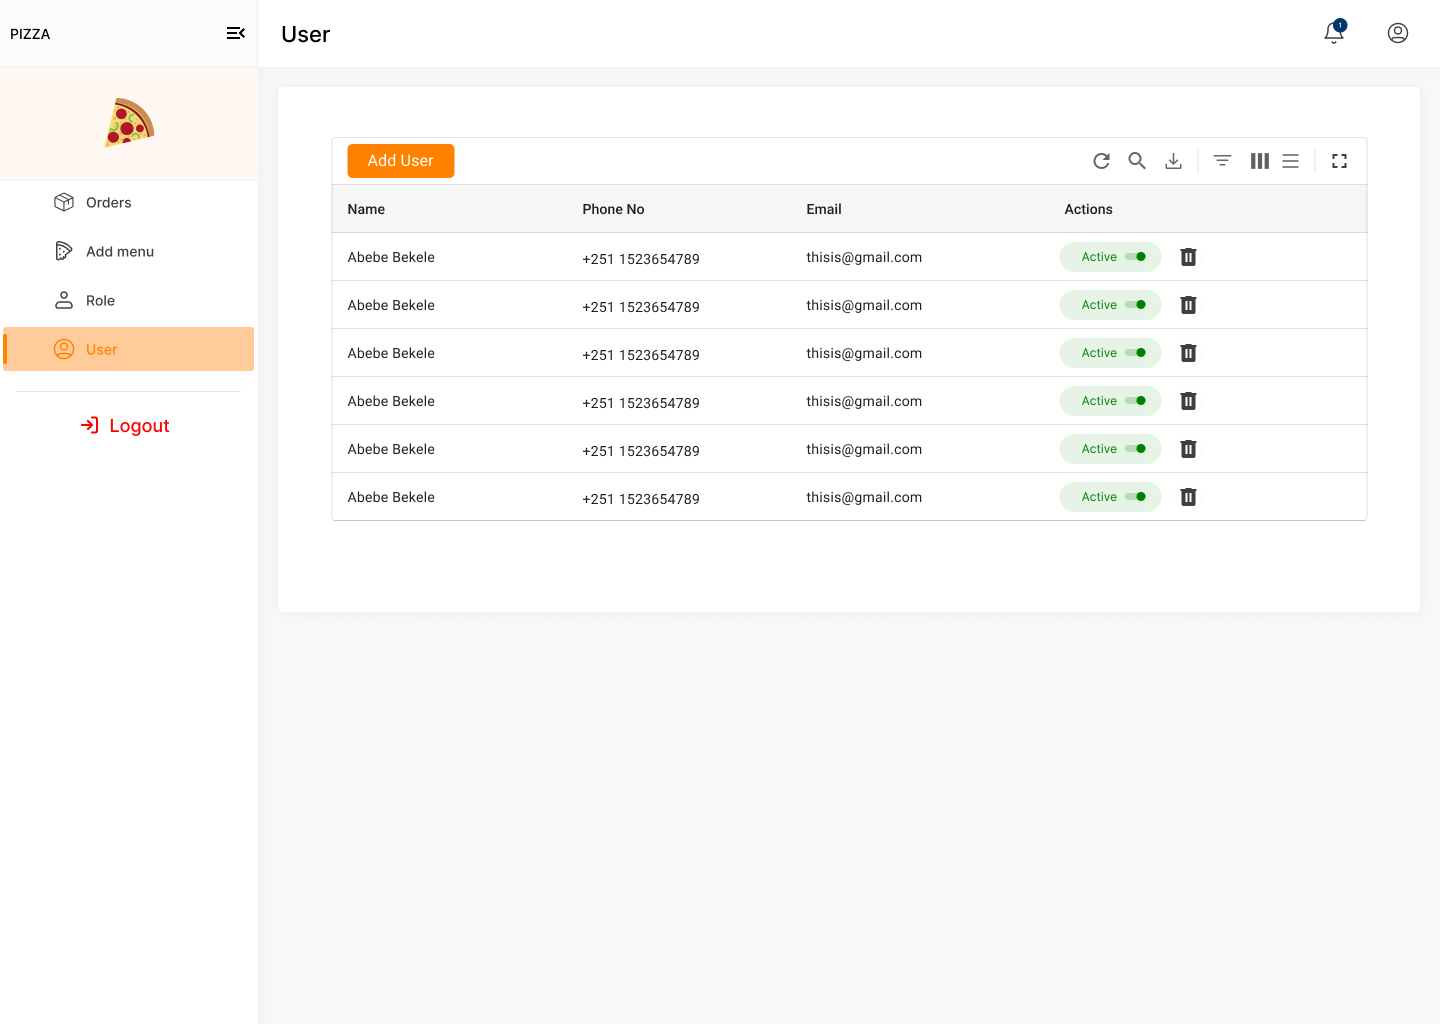 PIZZA
User
1
Orders
Add menu
Role
User
Logout
Add User
Name Phone No Email Actions
Abebe Bekele +251 1523654789 thisis@gmail.com Active
Abebe Bekele +251 1523654789 thisis@gmail.com Active
Abebe Bekele +251 1523654789 thisis@gmail.com Active
Abebe Bekele +251 1523654789 thisis@gmail.com Active
Abebe Bekele +251 1523654789 thisis@gmail.com Active
Abebe Bekele +251 1523654789 thisis@gmail.com Active